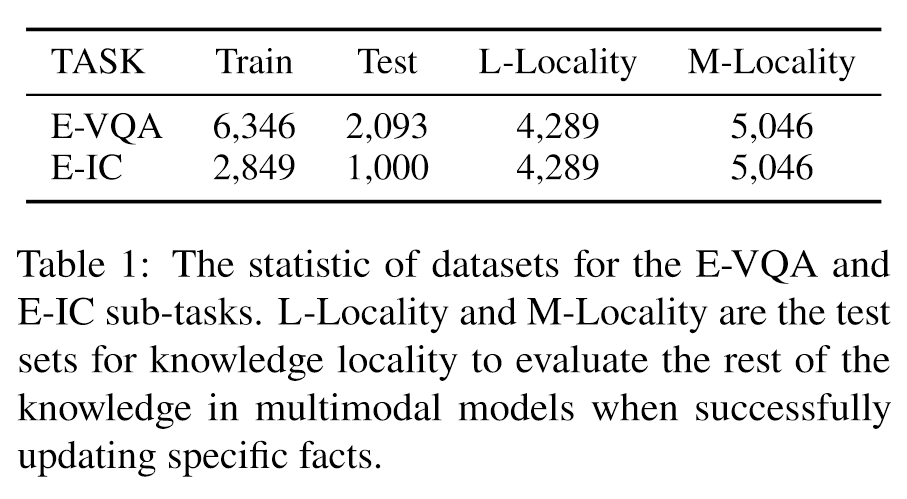 TASK Train Test L-Locality M-Locality
E-VQA 6,346 2,093 4,289 5,046
E-IC 2,849 1,000 4,289 5,046
Table 1: The statistic of datasets for the E-VQA and
E-IC sub-tasks. L-Locality and M-Locality are the test
sets for knowledge locality to evaluate the rest of the
knowledge in multimodal models when successfully
updating specific facts.